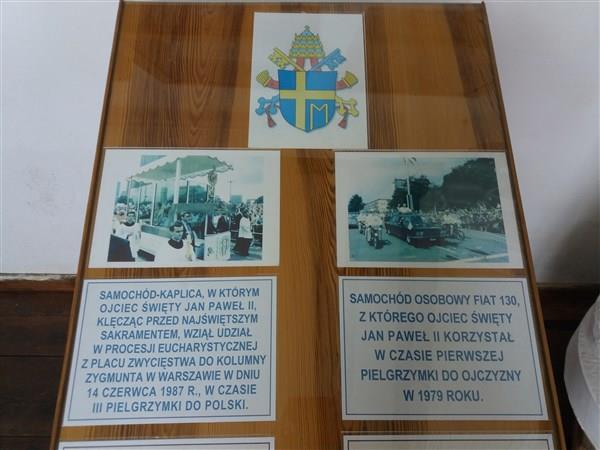 M
SAMOCHÓD-KAPLICA, W KTÓRYM
OJCIEC ŚWIĘTY JAN PAWEŁ II,
KLĘCZĄC PRZED NAJŚWIĘTSZYM
SAKRAMENTEM, WZIĄŁ UDZIAŁ
W PROCESJI EUCHARYSTYCZNEJ
Z PLACU ZWYCIĘSTWA DO KOLUMNY
ZYGMUNTA W WARSZAWIE W DNIU
14 CZERWCA 1987 R., W CZASIE
III PIELGRZYMKI DO POLSKI.
SAMOCHÓD OSOBOWY FIAT 130,
Z KTÓREGO OJCIEC ŚWIĘTY
JAN PAWEŁ II KORZYSTAŁ
W CZASIE PIERWSZEJ
PIELGRZYMKI DO OJCZYZNY
W 1979 ROKU.